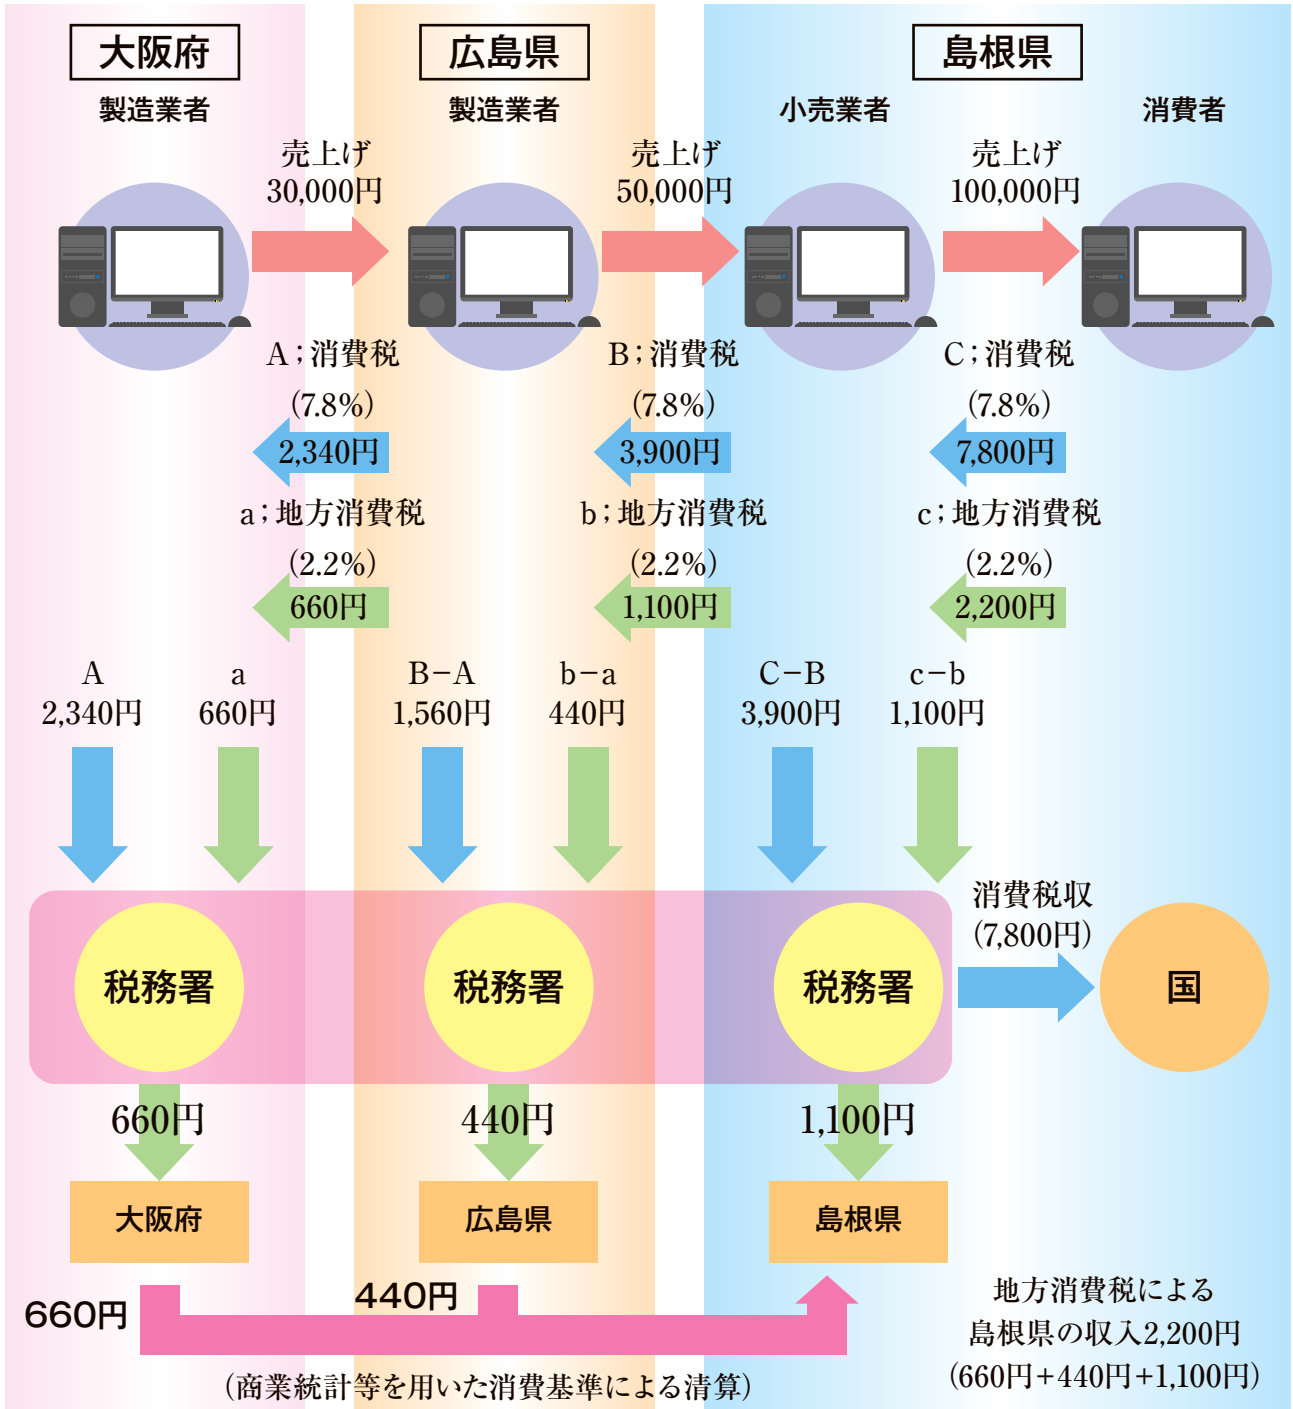 大阪府
広島県
島根県
製造業者
製造業者
小売業者
消費者
売上げ
30,000円
売上げ
50,000円
売上げ
100,000円
A;消費税
(7.8%)
2,340円
B;消費税
(7.8%)
3,900円
C;消費税
(7.8%)
7,800円
a;地方消費税
(2.2%)
660円
b;地方消費税
(2.2%)
1,100円
c;地方消費税
(2.2%)
2,200円
A
2,340円
a
660円
B−A
1,560円
b−a
440円
C−B
3,900円
c−b
1,100円
税務署
税務署
税務署
消費税収
(7,800円)
国
660円
440円
1,100円
大阪府
広島県
島根県
660円
440円
(商業統計等を用いた消費基準による清算)
地方消費税による
島根県の収入2,200円
(660円+440円+1,100円)